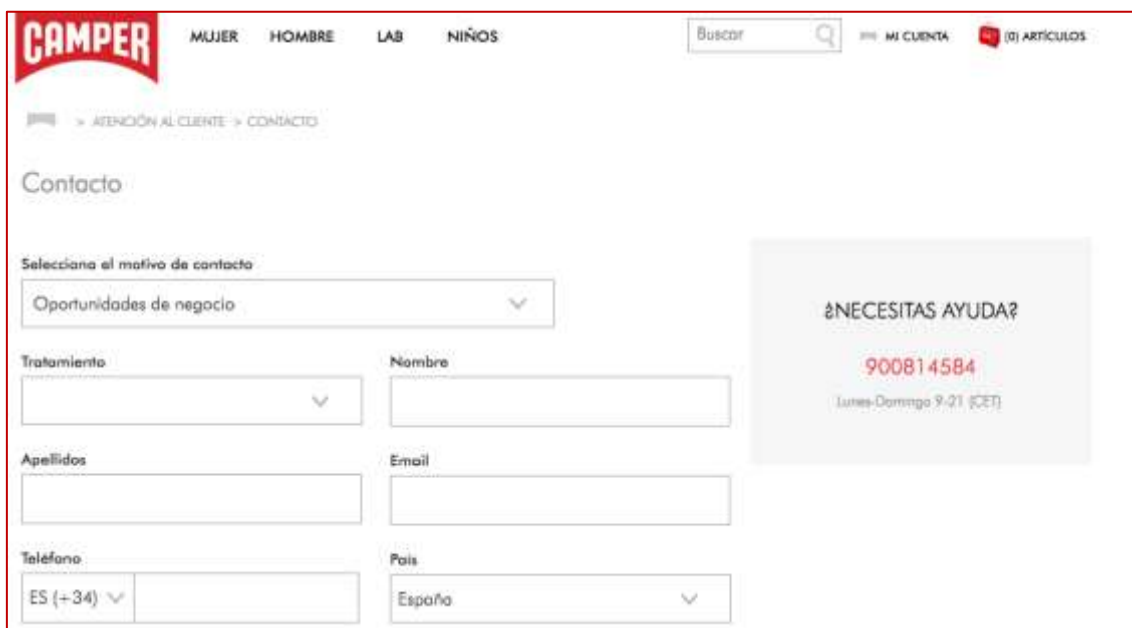 CAMPER
MUJER HOMBRE LAB NIÑOS
Buscar
MI CUENTA
(0) ARTÍCULOS
> ATENCIÓN AL CLIENTE > CONTACTO
Contacto
Selecciona el motivo de contacto
Oportunidades de negocio
¿NECESITAS AYUDA?
900814584
Lunes-Domingo 9-21 (CET)
Tratamiento Nombre
Apellidos Email
Teléfono País
ES (+34) España